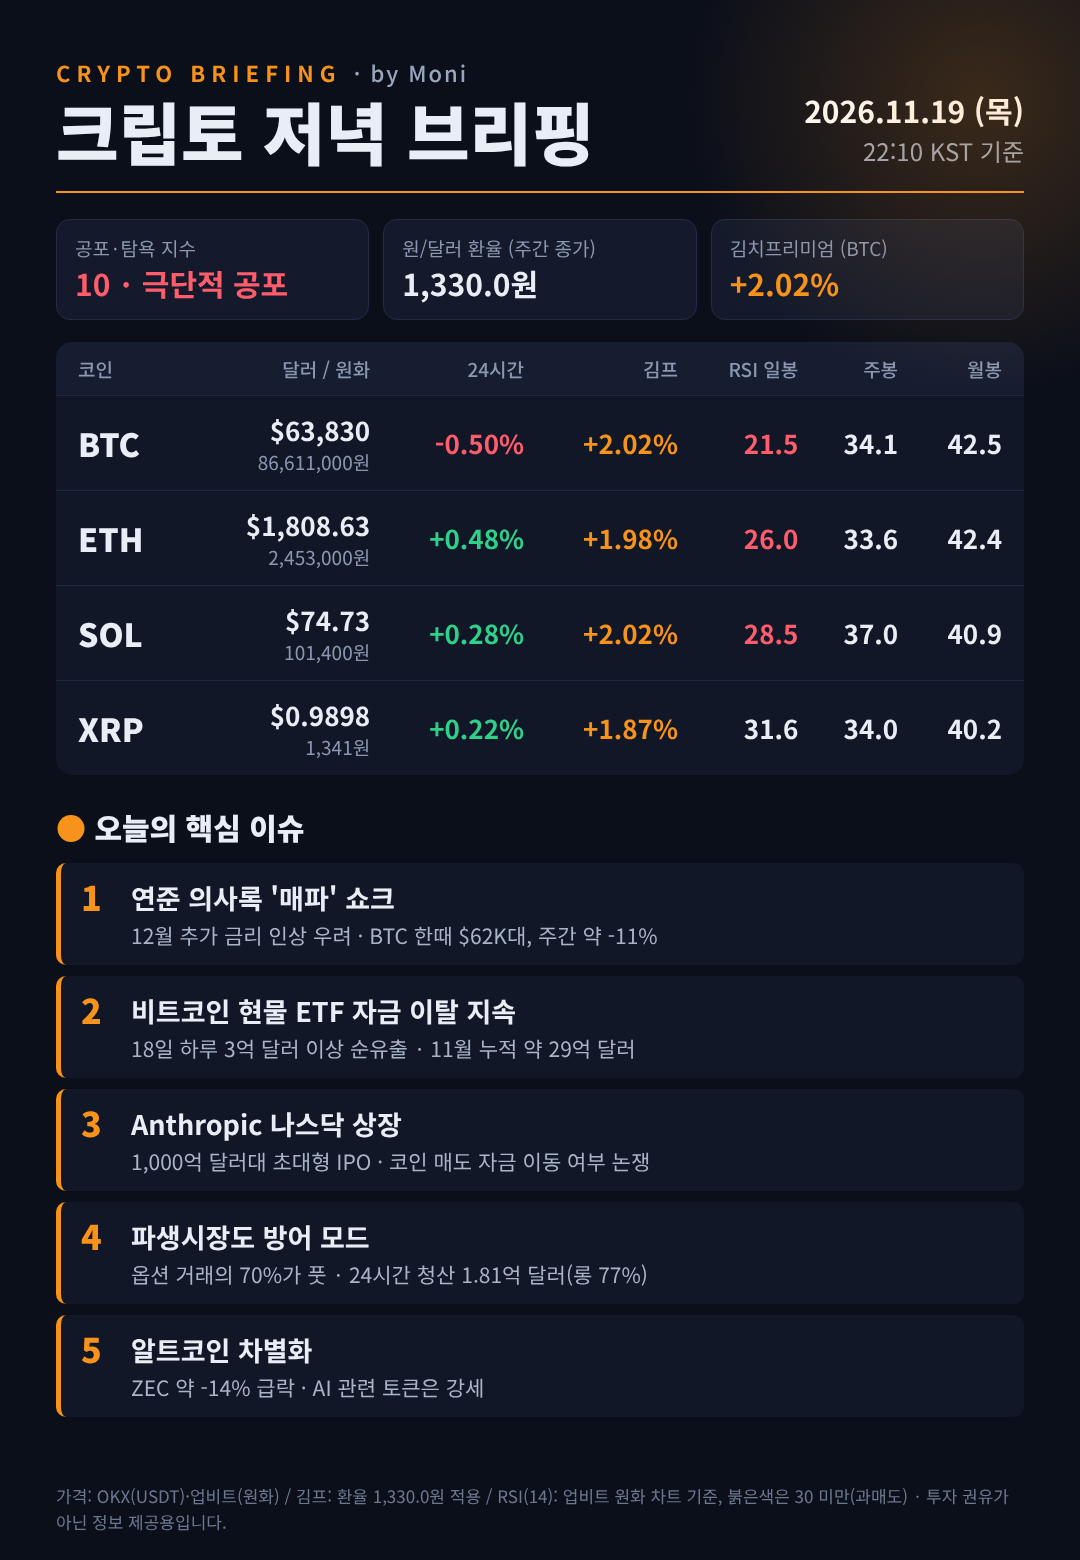 CRYPTO BRIEFING · by Moni
크립토 저녁 브리핑
2026.11.19 (목)
22:10 KST 기준
공포·탐욕 지수
10 · 극단적 공포
원/달러 환율 (주간 종가)
1,330.0원
김치프리미엄 (BTC)
+2.02%
코인 달러 / 원화 24시간 김프 RSI 일봉 주봉 월봉
BTC $63,830 -0.50% +2.02% 21.5 34.1 42.5
86,611,000원
ETH $1,808.63 +0.48% +1.98% 26.0 33.6 42.4
2,453,000원
SOL $74.73 +0.28% +2.02% 28.5 37.0 40.9
101,400원
XRP $0.9898 +0.22% +1.87% 31.6 34.0 40.2
1,341원
오늘의 핵심 이슈
1 연준 의사록 '매파' 쇼크
12월 추가 금리 인상 우려 · BTC 한때 $62K대, 주간 약 -11%
2 비트코인 현물 ETF 자금 이탈 지속
18일 하루 3억 달러 이상 순유출 · 11월 누적 약 29억 달러
3 Anthropic 나스닥 상장
1,000억 달러대 초대형 IPO · 코인 매도 자금 이동 여부 논쟁
4 파생시장도 방어 모드
옵션 거래의 70%가 풋 · 24시간 청산 1.81억 달러(롱 77%)
5 알트코인 차별화
ZEC 약 -14% 급락 · AI 관련 토큰은 강세
가격: OKX(USDT)·업비트(원화) / 김프: 환율 1,330.0원 적용 / RSI(14): 업비트 원화 차트 기준, 붉은색은 30 미만(과매도) · 투자 권유가
아닌 정보 제공용입니다.